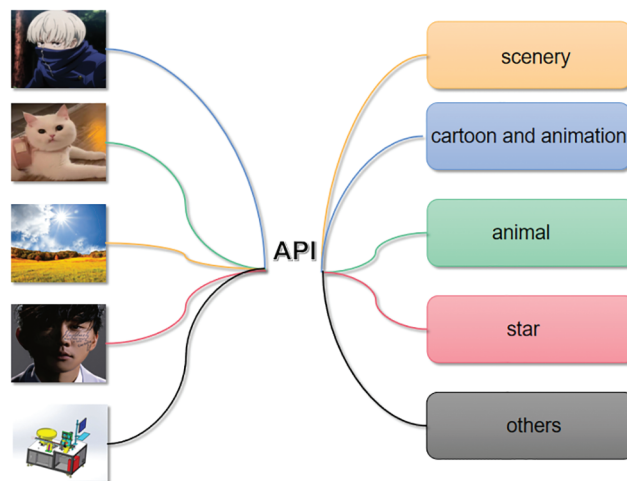 scenery
cartoon and animation
API
animal
star
others